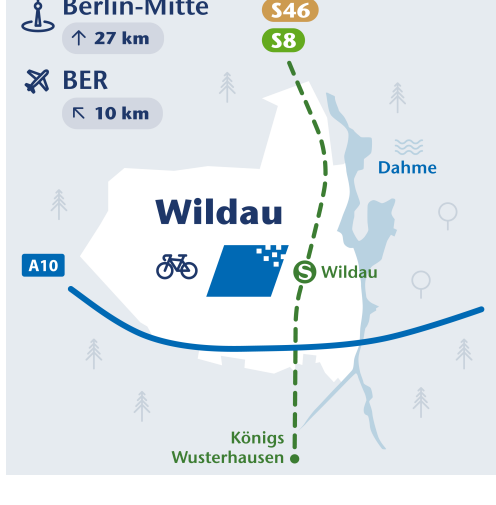 Berlin-Mitte
↑ 27 km
S46
S8
BER
↖ 10 km
Dahme
Wildau
A10
S Wildau
Königs
Wusterhausen